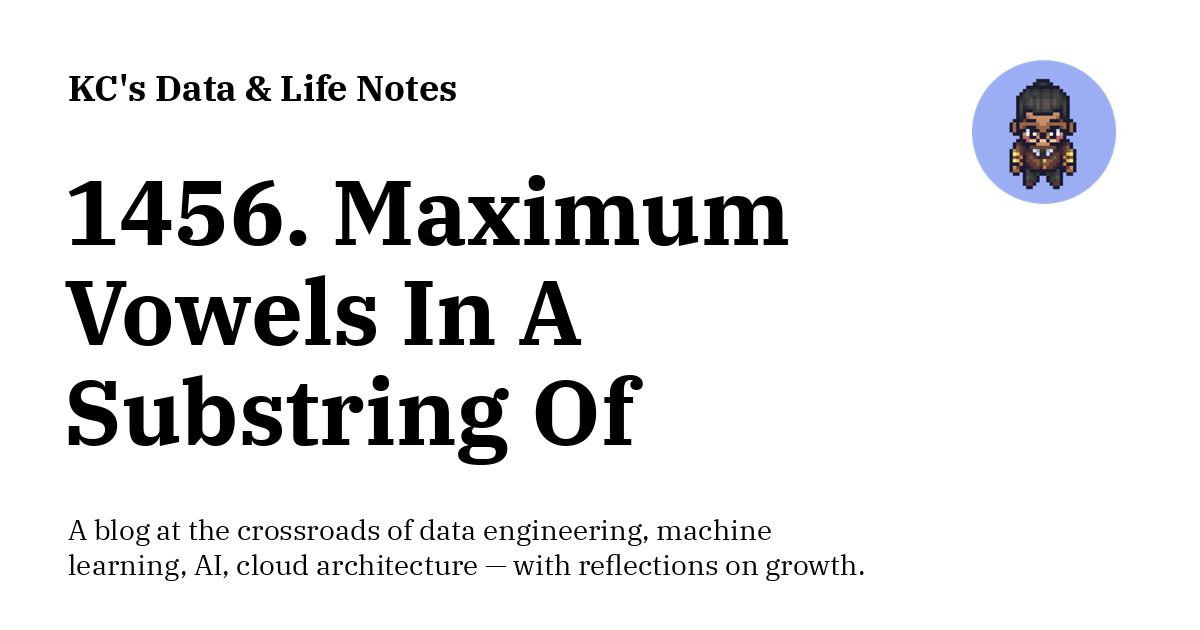 KC's Data & Life Notes
1456. Maximum
Vowels In A
Substring Of
A blog at the crossroads of data engineering, machine
learning, AI, cloud architecture — with reflections on growth.